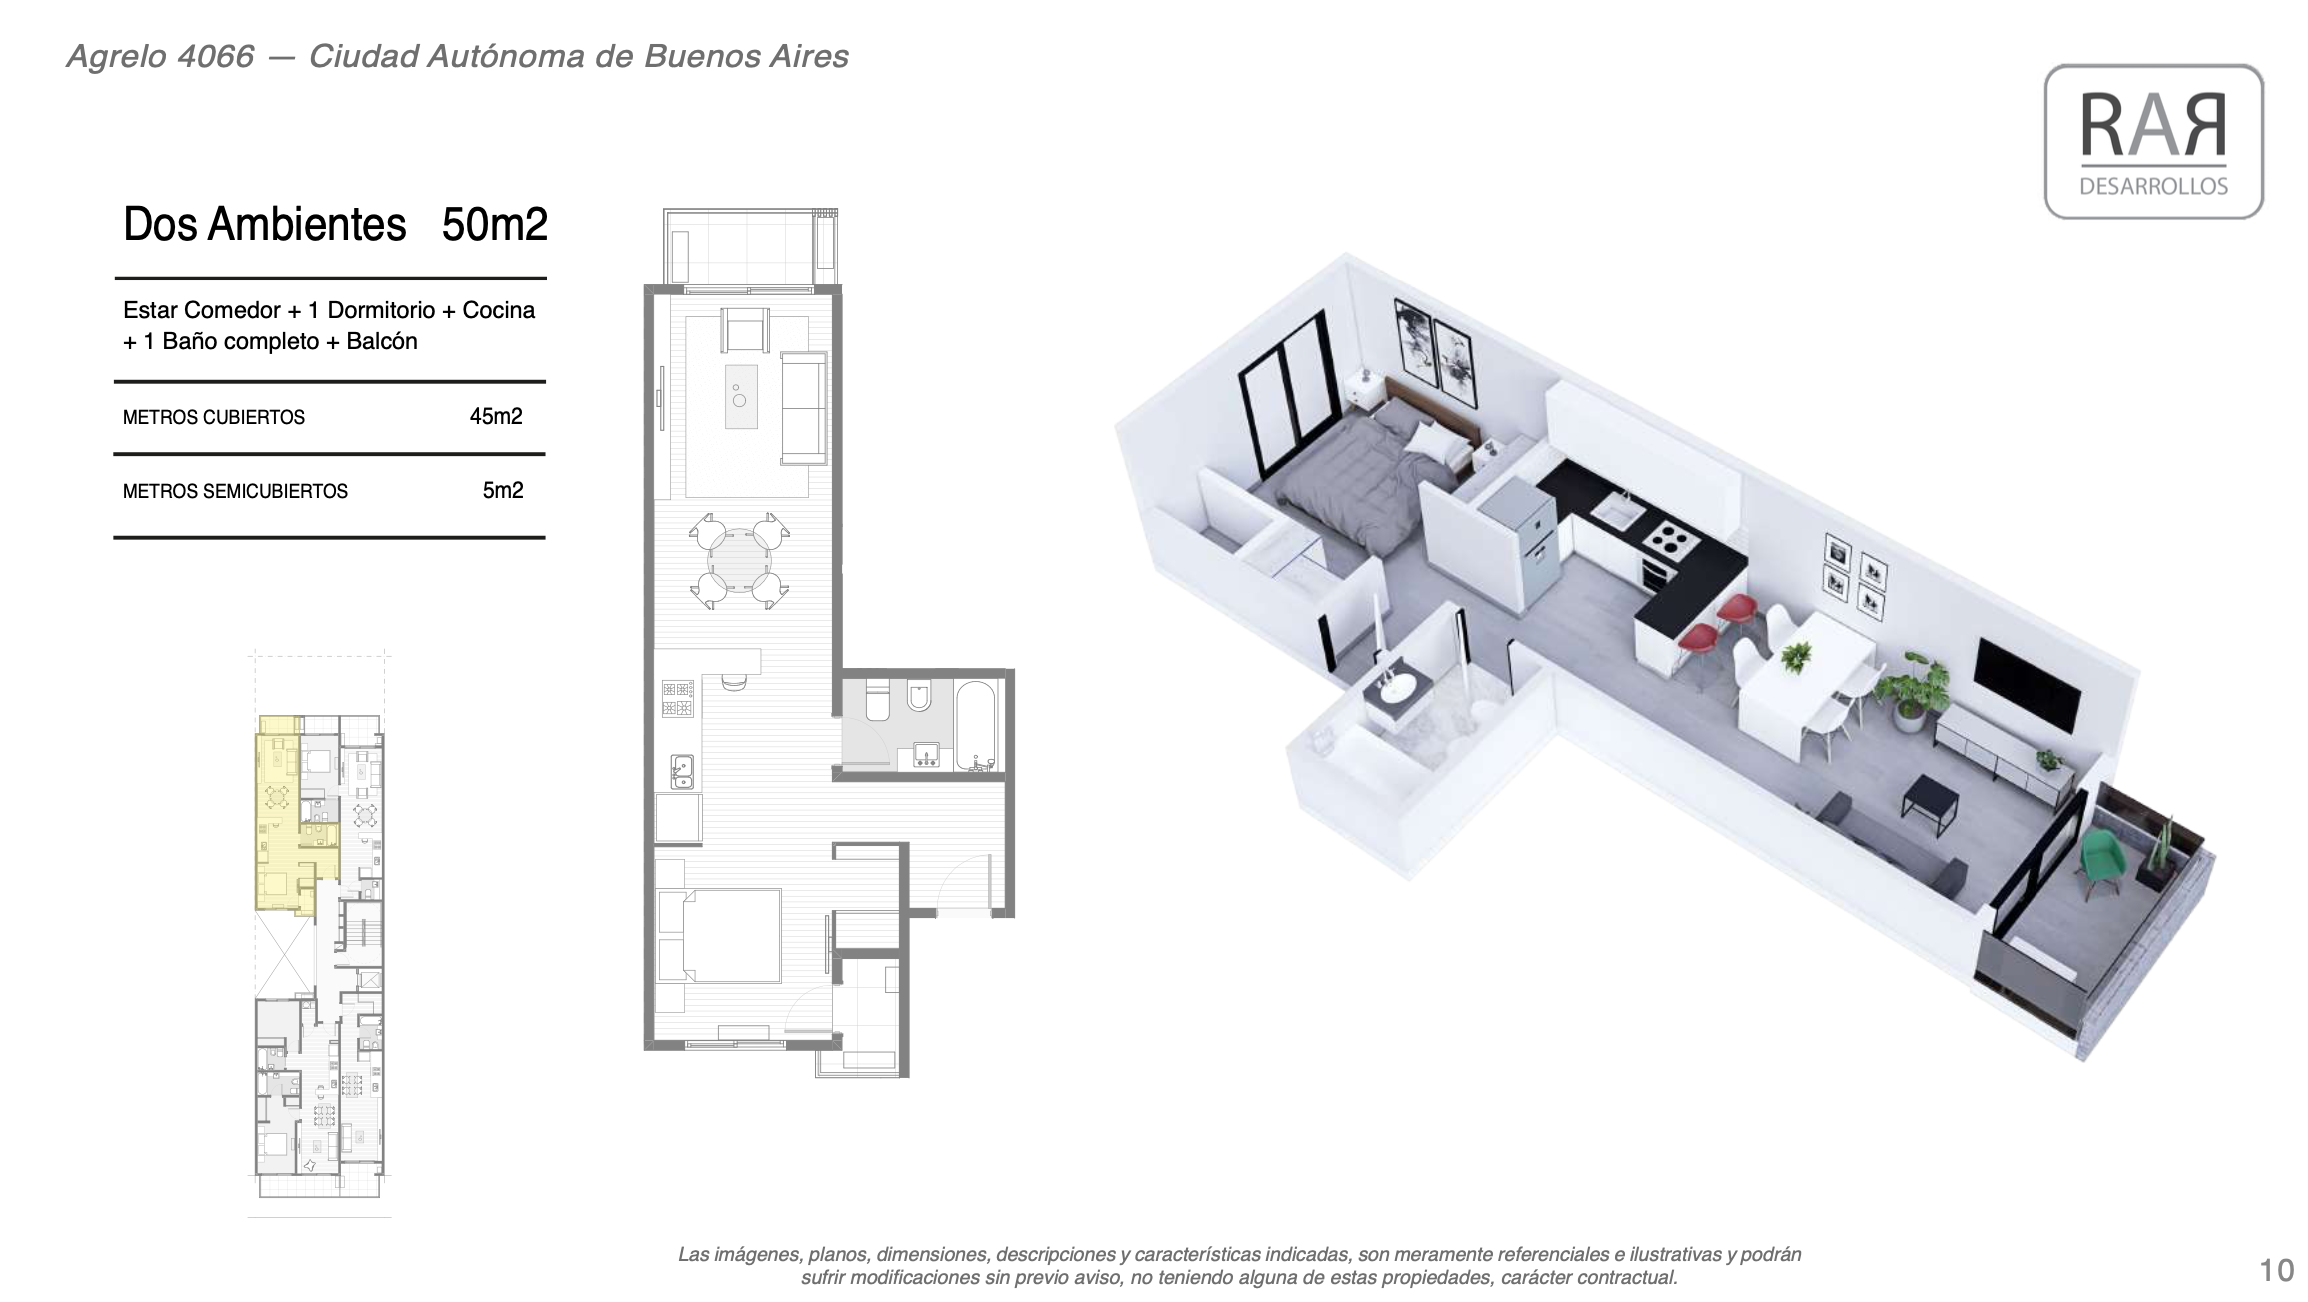 Agrelo 4066 — Ciudad Autónoma de Buenos Aires
RAR
DESARROLLOS
Dos Ambientes 50m2
Estar Comedor + 1 Dormitorio + Cocina
+ 1 Baño completo + Balcón
METROS CUBIERTOS 45m2
METROS SEMICUBIERTOS 5m2
Las imágenes, planos, dimensiones, descripciones y características indicadas, son meramente referenciales e ilustrativas y podrán
sufrir modificaciones sin previo aviso, no teniendo alguna de estas propiedades, carácter contractual.
10